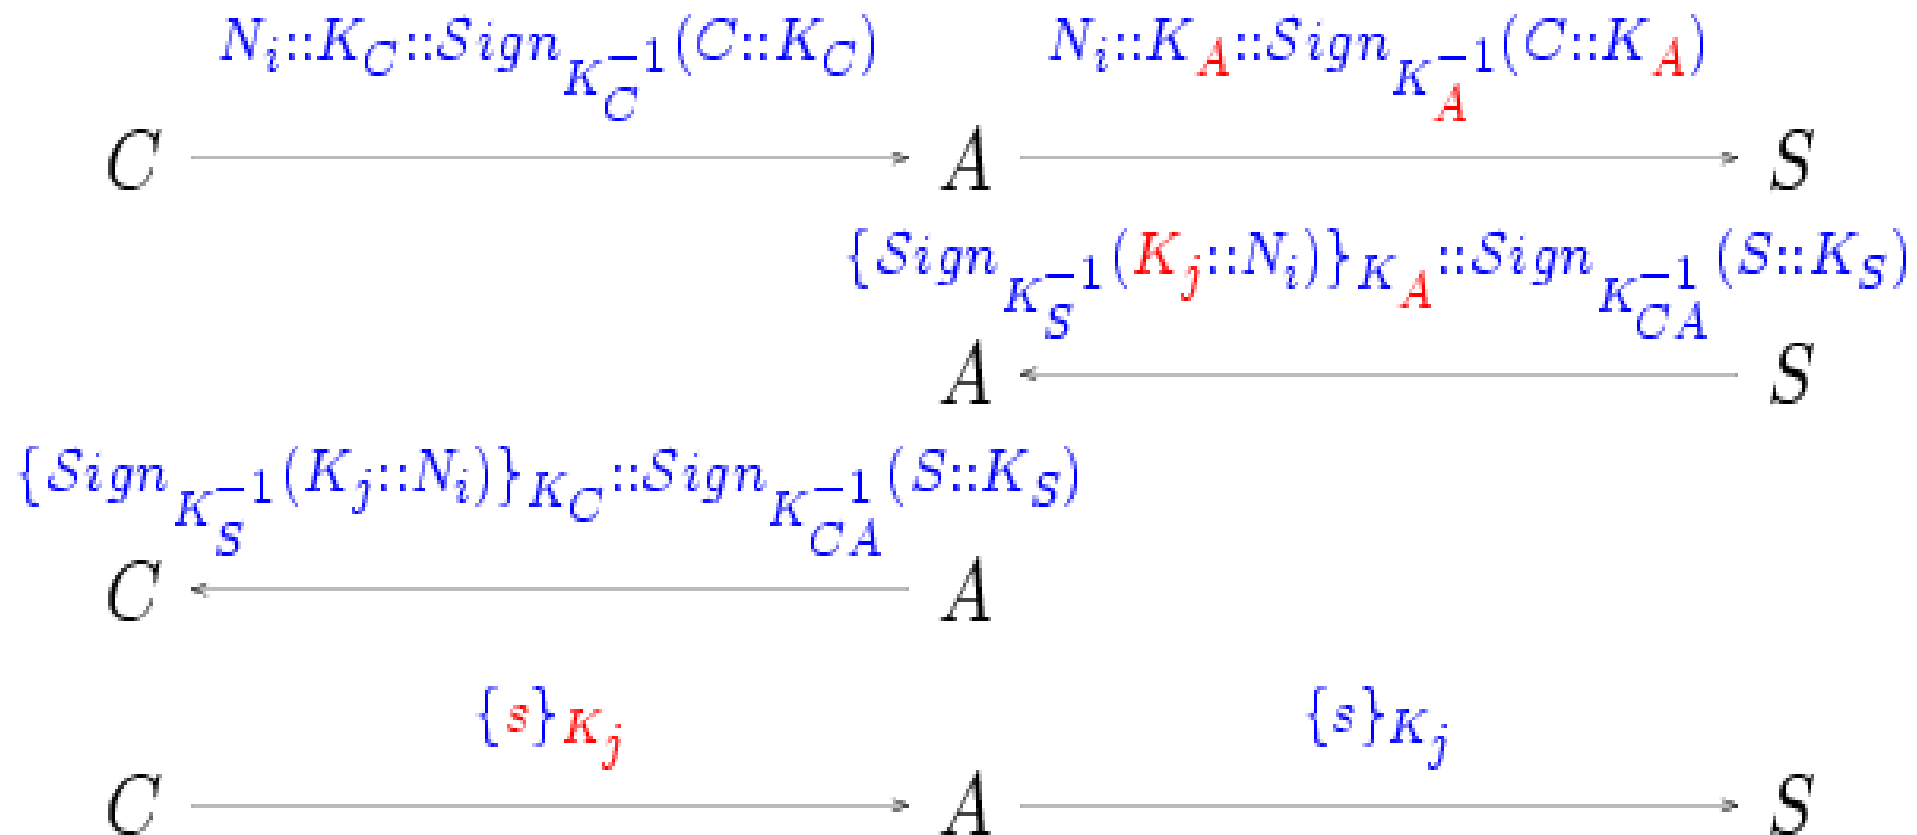 N_i::K_C::Sign_{K_C^{-1}}(C::K_C) N_i::K_A::Sign_{K_A^{-1}}(C::K_A)
C A S
{Sign_{K_S^{-1}}(K_j::N_i)}_{K_A}::Sign_{K_{CA}^{-1}}(S::K_S)
A S
{Sign_{K_S^{-1}}(K_j::N_i)}_{K_C}::Sign_{K_{CA}^{-1}}(S::K_S)
C A
{s}_{K_j} {s}_{K_j}
C A S